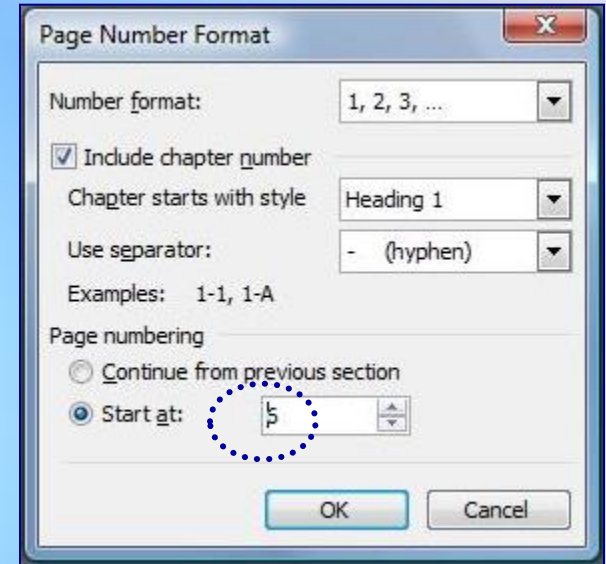 Page Number Format
Number format: 1, 2, 3, ...
Include chapter number
Chapter starts with style Heading 1
Use separator: - (hyphen)
Examples: 1-1, 1-A
Page numbering
Continue from previous section
Start at: 5
OK Cancel